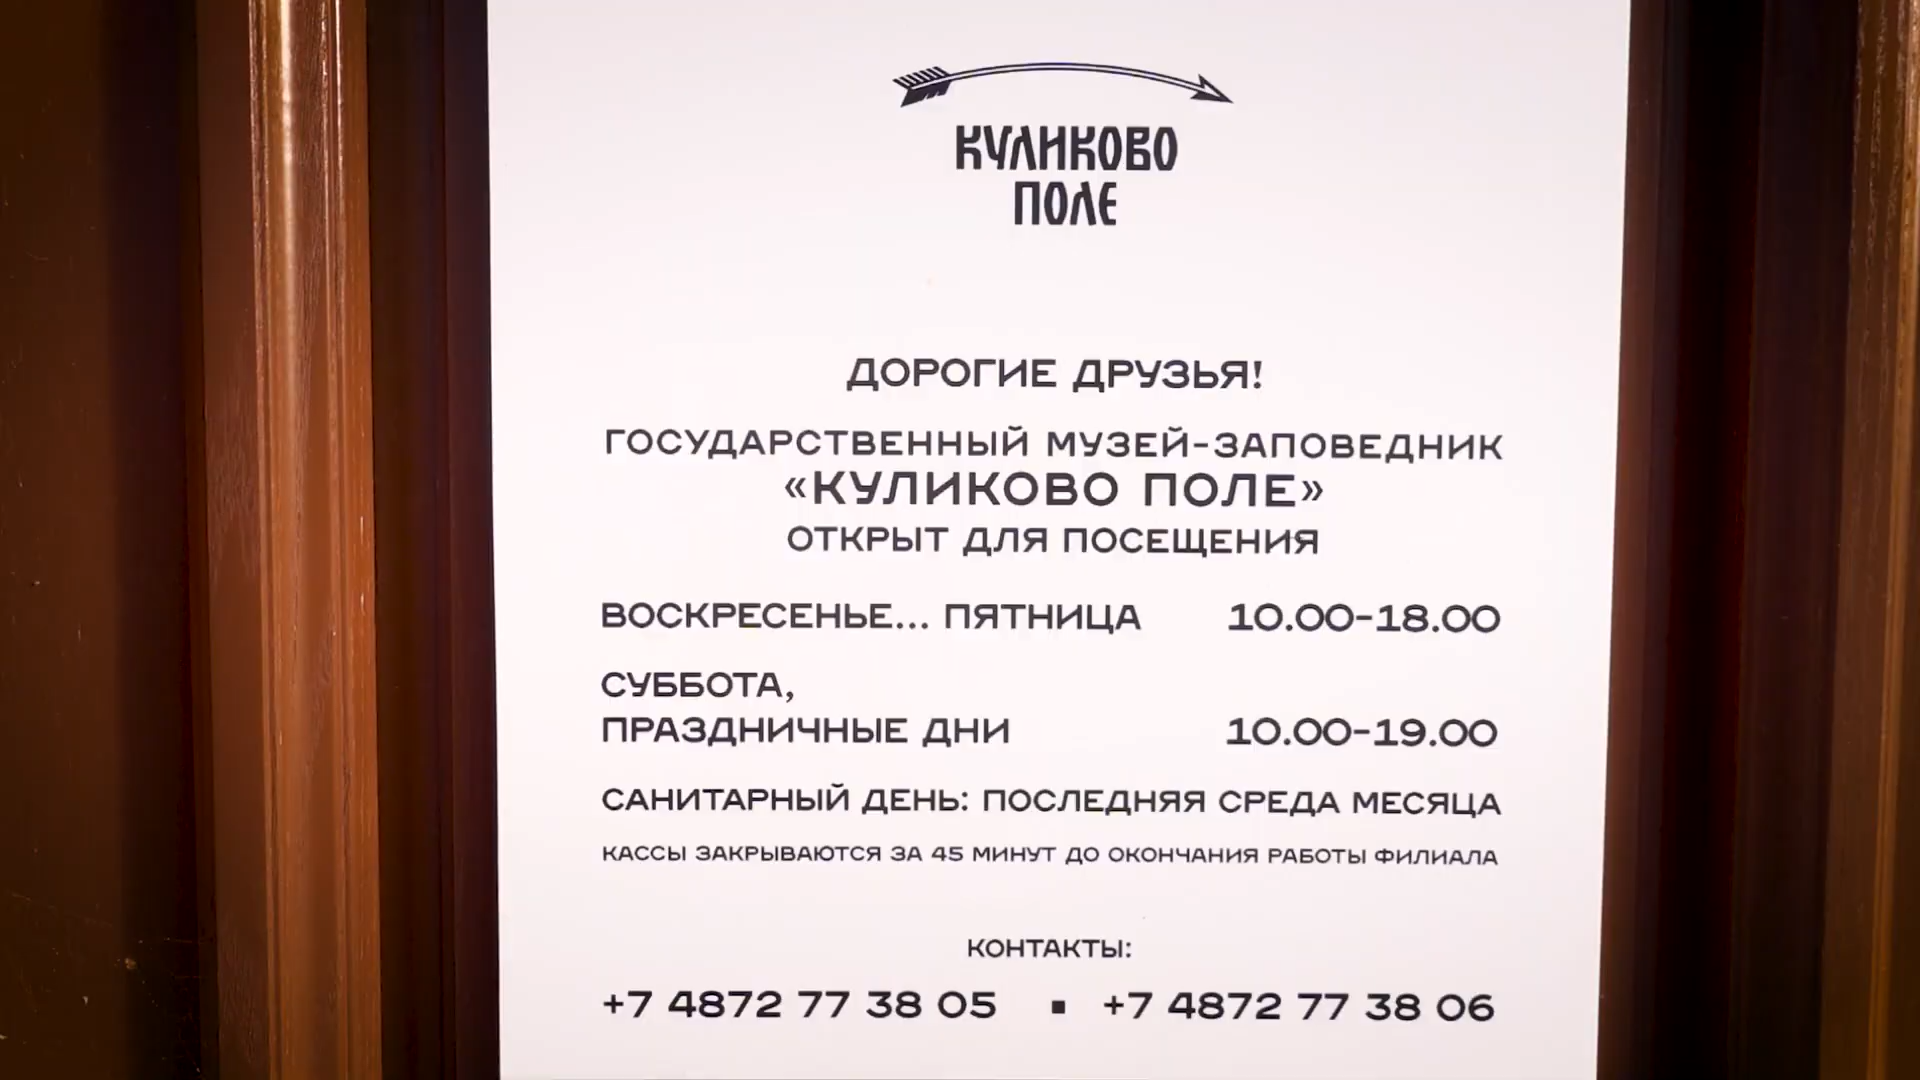 КУЛИКОВО
ПОЛЕ
ДОРОГИЕ ДРУЗЬЯ!
ГОСУДАРСТВЕННЫЙ МУЗЕЙ-ЗАПОВЕДНИК
«КУЛИКОВО ПОЛЕ»
ОТКРЫТ ДЛЯ ПОСЕЩЕНИЯ
ВОСКРЕСЕНЬЕ... ПЯТНИЦА 10.00-18.00
СУББОТА,
ПРАЗДНИЧНЫЕ ДНИ 10.00-19.00
САНИТАРНЫЙ ДЕНЬ: ПОСЛЕДНЯЯ СРЕДА МЕСЯЦА
КАССЫ ЗАКРЫВАЮТСЯ ЗА 45 МИНУТ ДО ОКОНЧАНИЯ РАБОТЫ ФИЛИАЛА
КОНТАКТЫ:
+7 4872 77 38 05 ▪ +7 4872 77 38 06